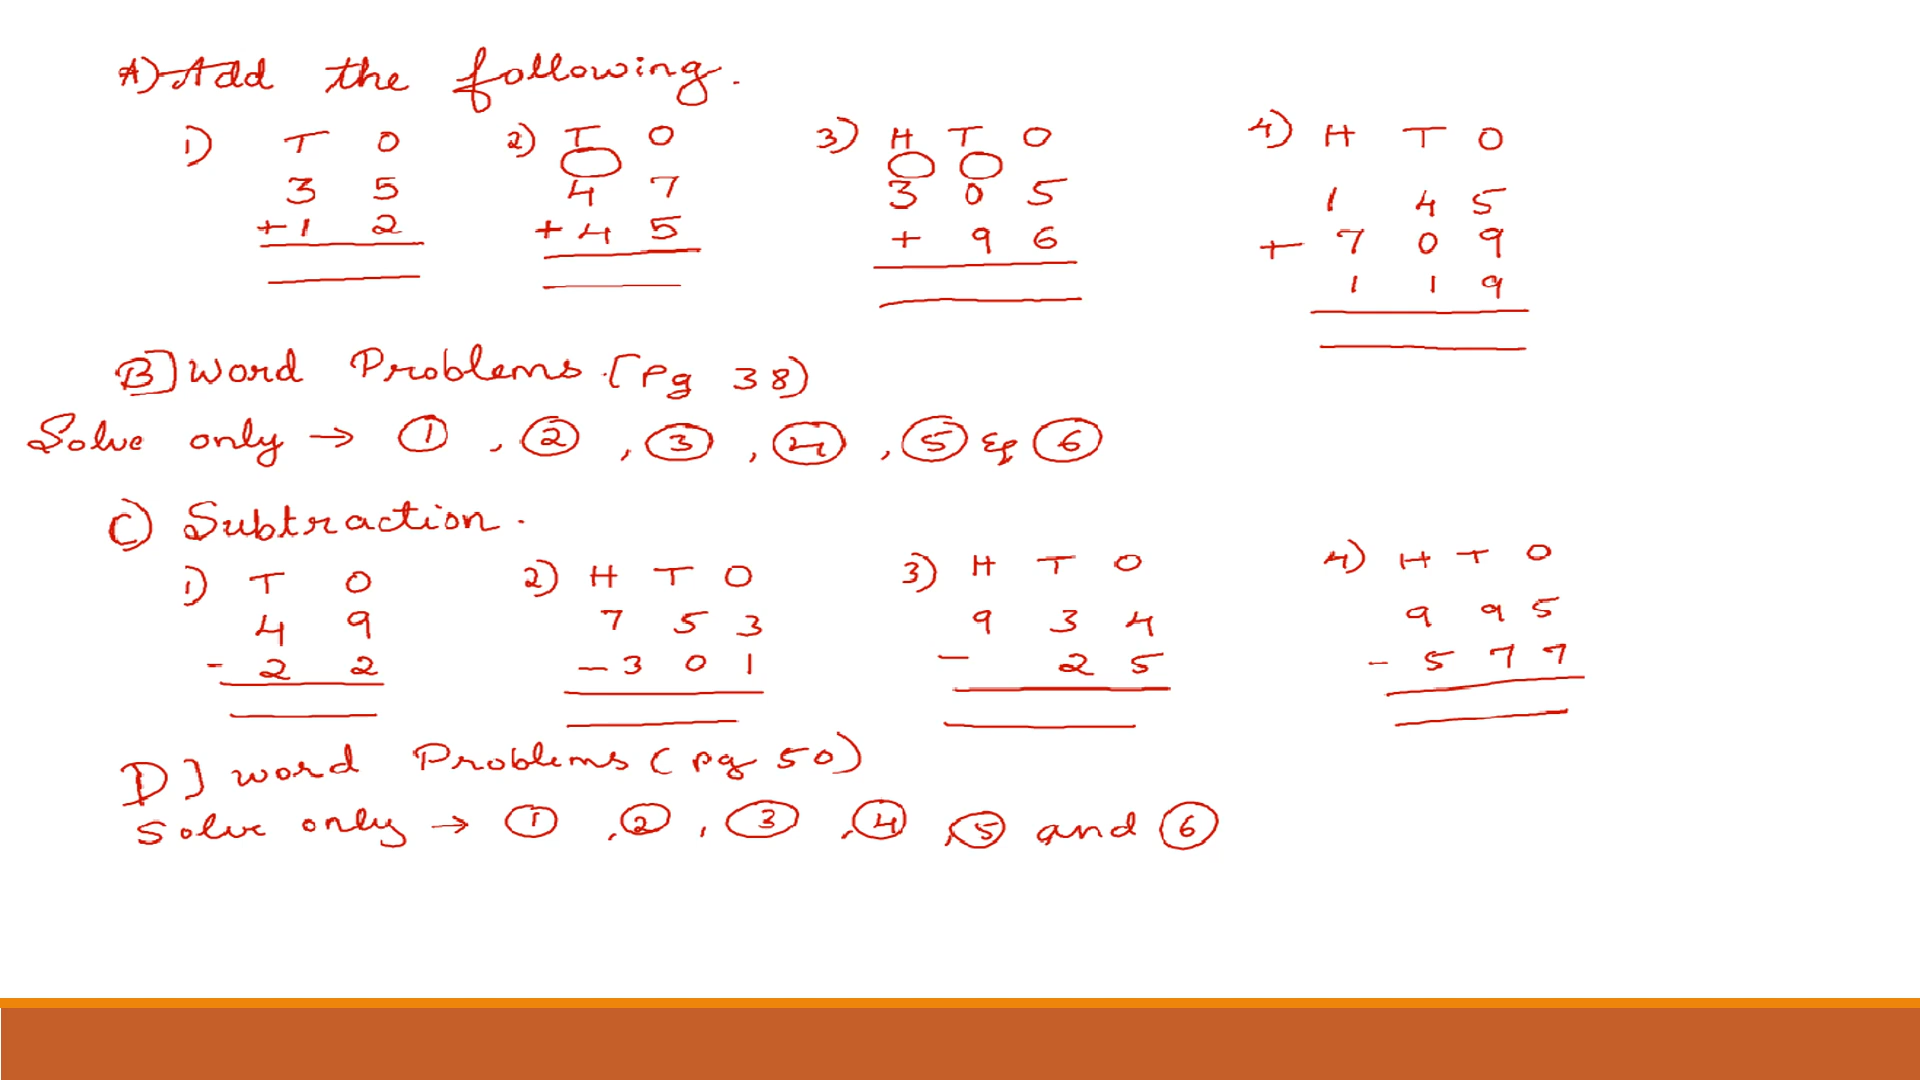 A) Add the following.
1) T O 2) T O 3) H T O 4) H T O
3 5 4 7 3 0 5 1 4 5
+ 1 2 + 4 5 + 9 6 + 7 0 9
1 1 9
B] Word Problems. [Pg 38)
Solve only → 1 , 2 , 3 , 4 , 5 & 6
C) Subtraction.
1) T O 2) H T O 3) H T O 4) H T O
4 9 7 5 3 9 3 4 9 9 5
- 2 2 - 3 0 1 - 2 5 - 5 7 7
D] word Problems (pg 50)
Solve only → 1 , 2 , 3 , 4 , 5 and 6